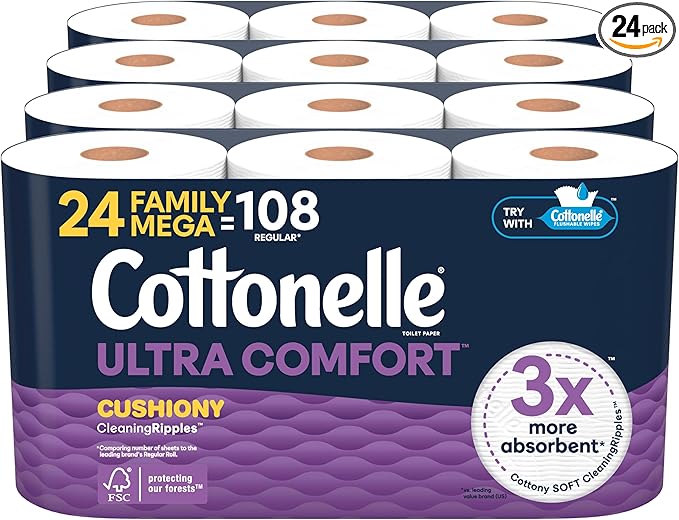 24 pack
24 FAMILY MEGA = 108 REGULAR*
TRY WITH
Cottonelle™
FLUSHABLE WIPES
Cottonelle®
TOILET PAPER
ULTRA COMFORT™
CUSHIONY
CleaningRipples™
*Comparing number of sheets to the
leading brand's Regular Roll.
FSC
protecting
our forests™
3x™
more
absorbent*
Cottony SOFT CleaningRipples™
*vs. leading
value brand (US)